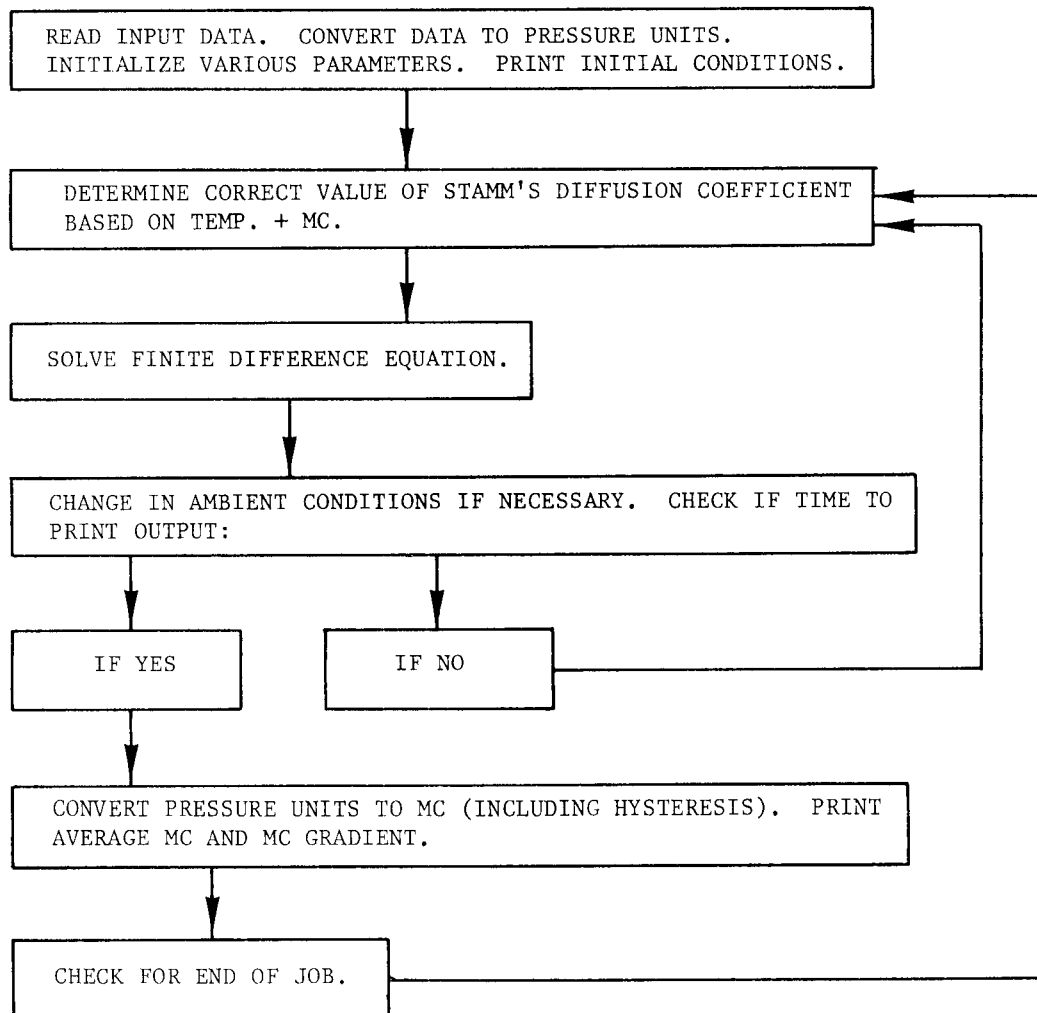 READ INPUT DATA.  CONVERT DATA TO PRESSURE UNITS.
INITIALIZE VARIOUS PARAMETERS.  PRINT INITIAL CONDITIONS.
DETERMINE CORRECT VALUE OF STAMM'S DIFFUSION COEFFICIENT
BASED ON TEMP. + MC.
SOLVE FINITE DIFFERENCE EQUATION.
CHANGE IN AMBIENT CONDITIONS IF NECESSARY.  CHECK IF TIME TO
PRINT OUTPUT:
IF YES
IF NO
CONVERT PRESSURE UNITS TO MC (INCLUDING HYSTERESIS).  PRINT
AVERAGE MC AND MC GRADIENT.
CHECK FOR END OF JOB.